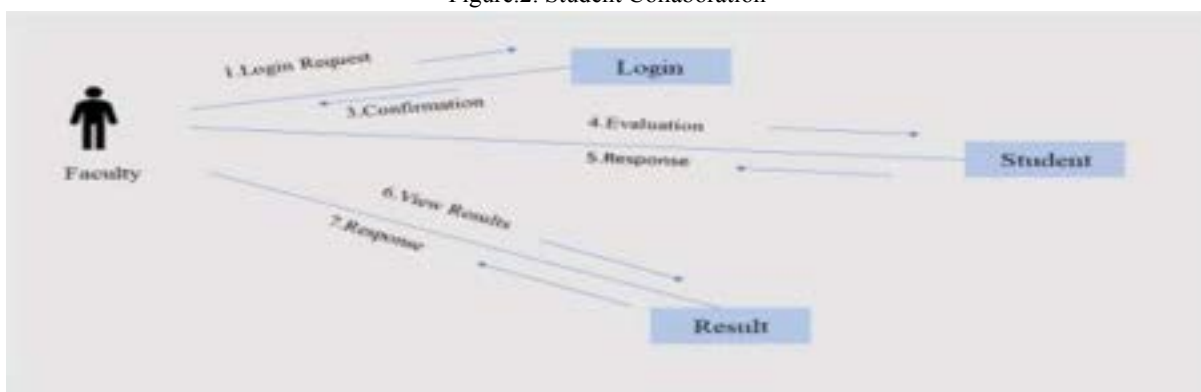 Figure.2. Student Collaboration
1.Login Request
Login
3.Confirmation
4.Evaluation
5.Response
Student
Faculty
6.View Results
7.Response
Result